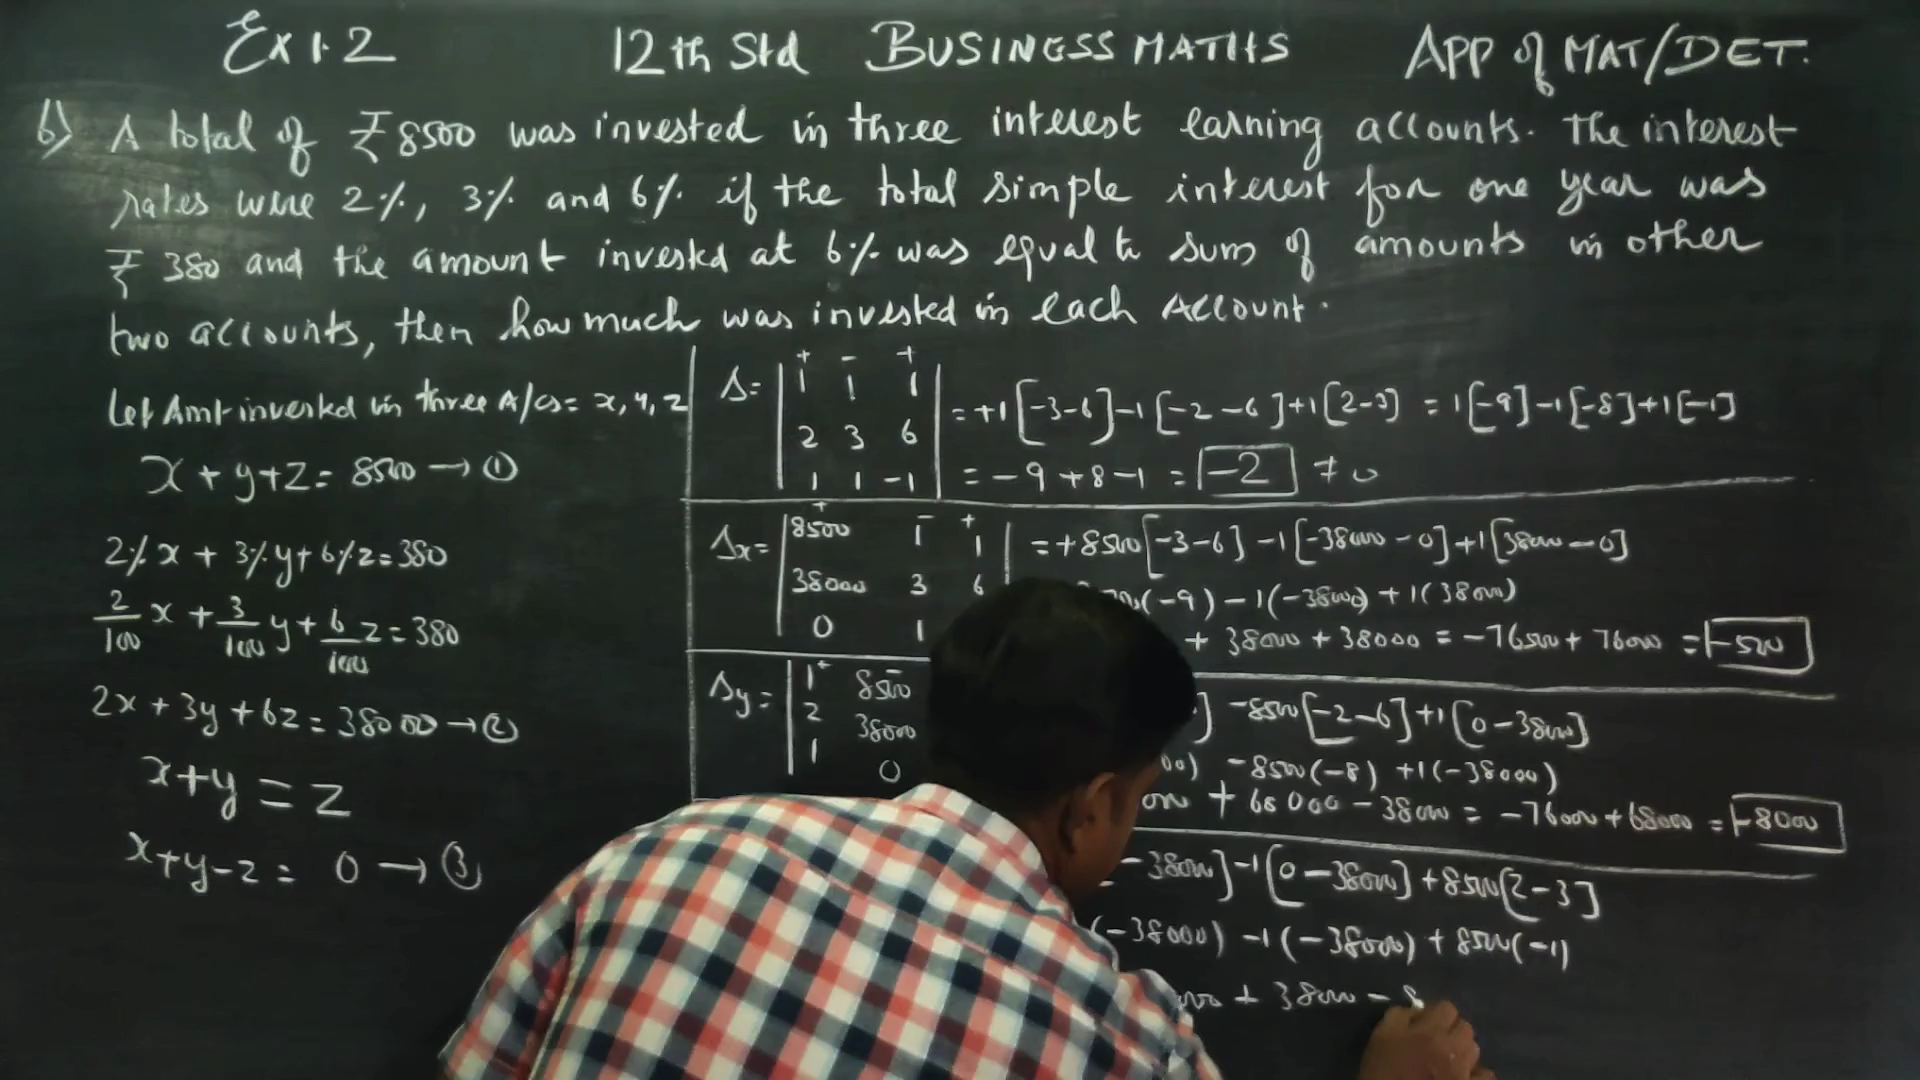 Ex 1.2 12th Std BUSINESS MATHS APP of MAT/DET.
6) A total of ₹ 8500 was invested in three interest earning accounts. The interest
rates were 2%, 3% and 6% if the total simple interest for one year was
₹ 380 and the amount invested at 6% was equal to sum of amounts in other
two accounts, then how much was invested in each Account.
Let Amt invested in three A/cs = x, y, z
x + y + z = 8500 → ①
2% x + 3% y + 6% z = 380
2/100 x + 3/100 y + 6/100 z = 380
2x + 3y + 6z = 38000 → ②
x + y = z
x + y - z = 0 → ③
+ - +
Δ = | 1 1 1 | = +1[-3-6] -1[-2-6] +1[2-3] = 1[-9] -1[-8] +1[-1]
2 3 6
1 1 -1 = -9 + 8 - 1 = -2 ≠ 0
+ - +
Δx = | 8500 1 1 | = +8500[-3-6] -1[-38000-0] +1[38000-0]
38000 3 6 (-9) -1(-38000) +1(38000)
0 1 + 38000 + 38000 = -76500 + 76000 = -500
+ -
Δy = | 1 8500 ] -8500[-2-6] +1[0-38000]
2 38000 -8500(-8) +1(-38000)
1 0 + 68000 - 38000 = -76000 + 68000 = -8000
-38000] -1[0-38000] +8500[2-3]
(-38000) -1(-38000) + 8500(-1)
+ 38000 - 8